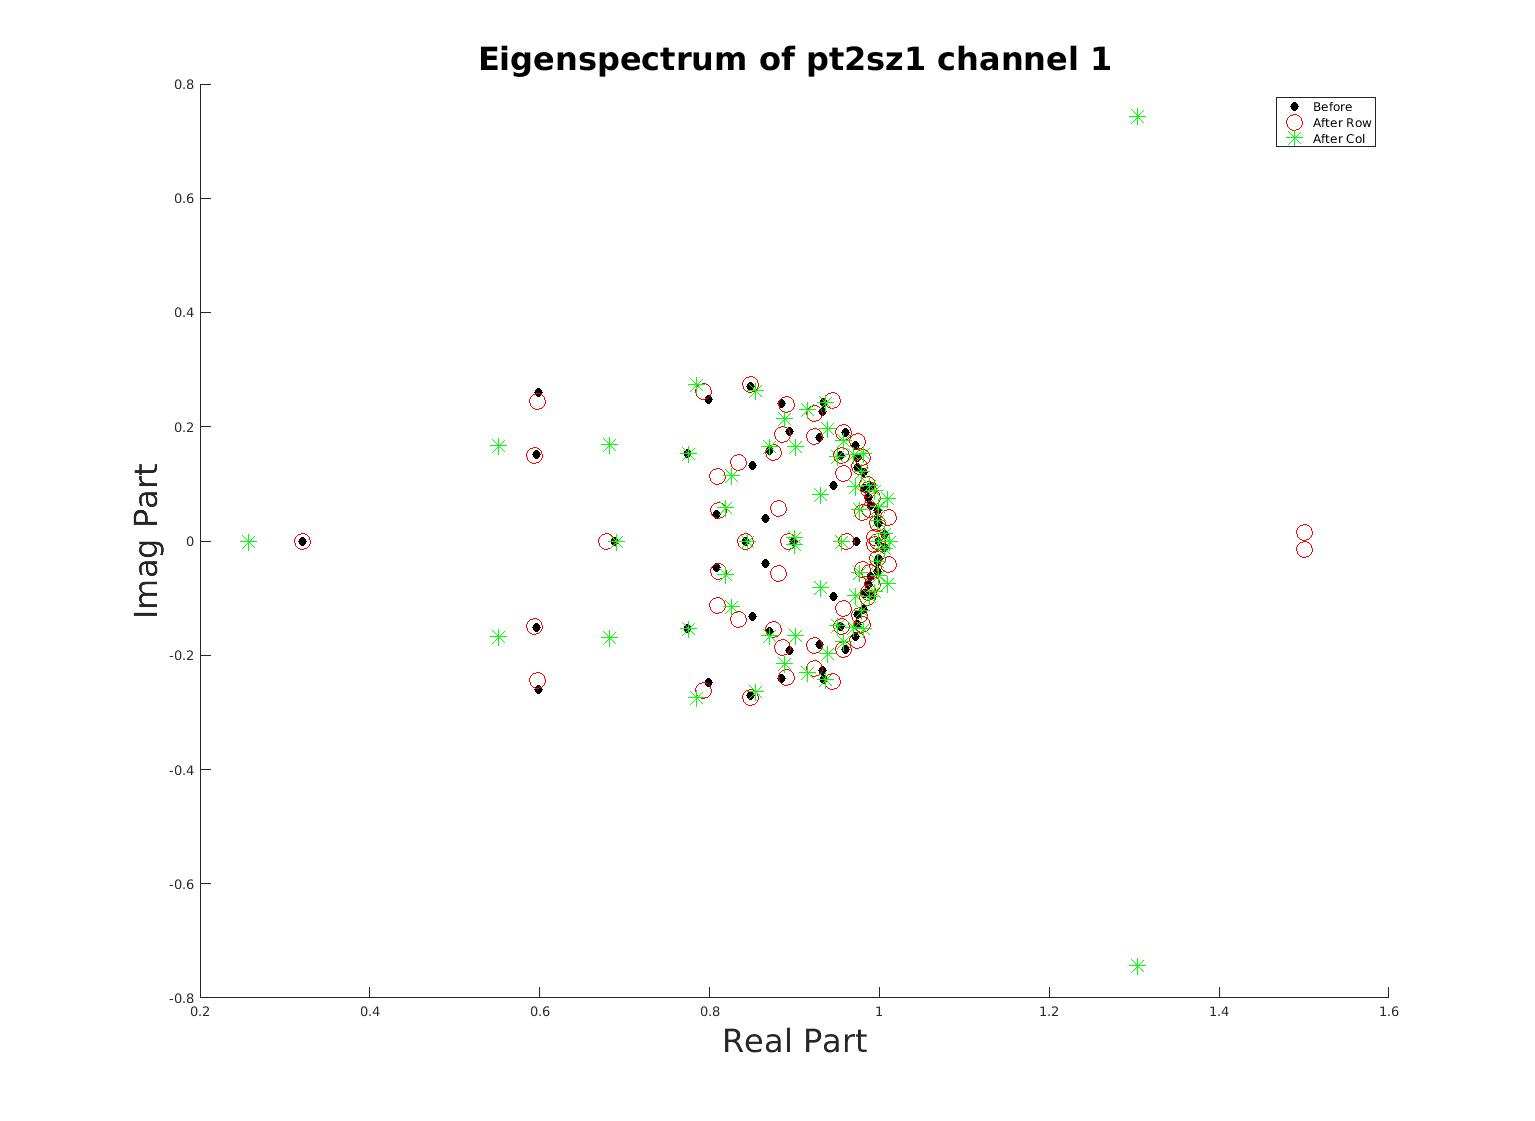 Eigenspectrum of pt2sz1 channel 1
Before
After Row
After Col
0.8
0.6
0.4
0.2
0
-0.2
-0.4
-0.6
-0.8
Imag Part
0.2 0.4 0.6 0.8 1 1.2 1.4 1.6
Real Part